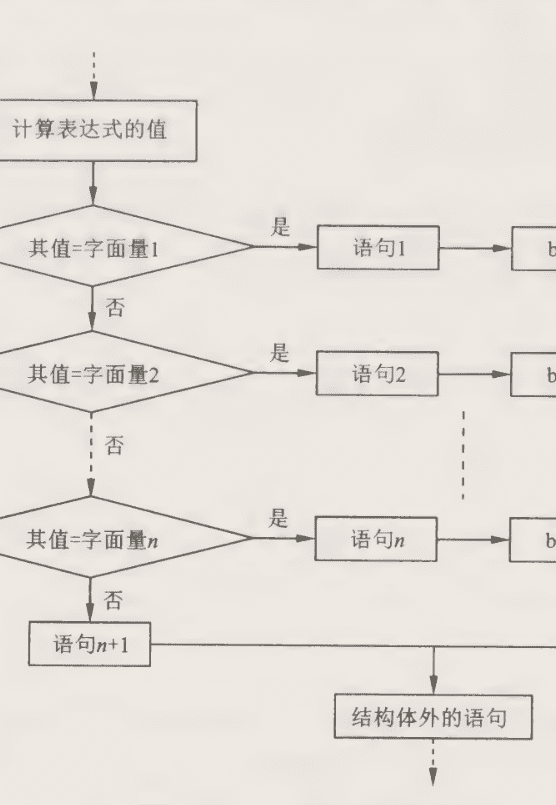 计算表达式的值
其值=字面量1
是
语句1
b
否
其值=字面量2
是
语句2
b
否
其值=字面量n
是
语句n
b
否
语句n+1
结构体外的语句